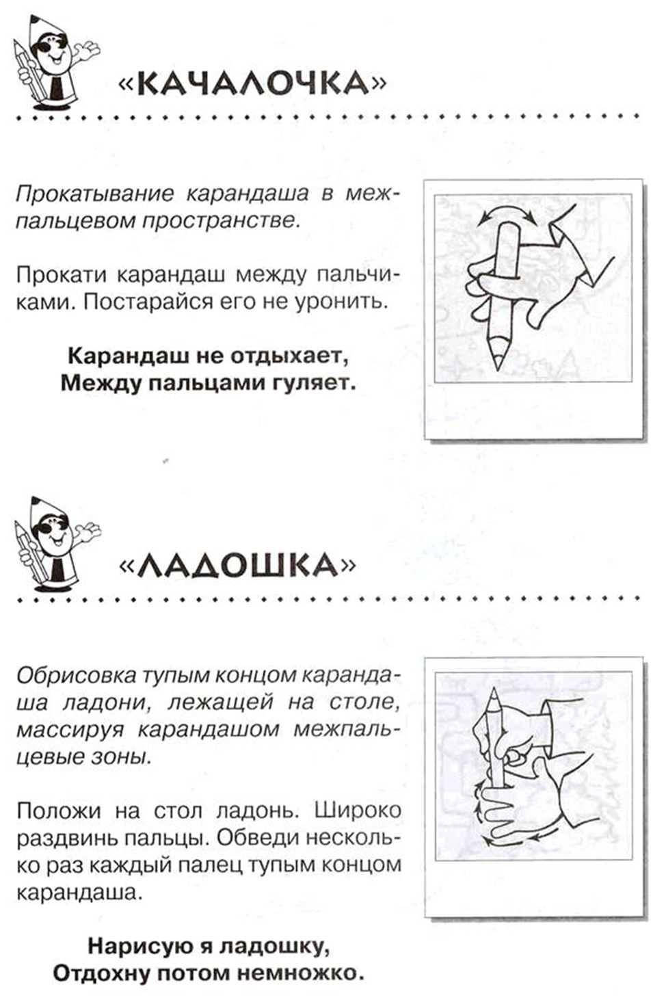 «КАЧАЛОЧКА»
Прокатывание карандаша в меж-
пальцевом пространстве.
Прокати карандаш между пальчи-
ками. Постарайся его не уронить.
Карандаш не отдыхает,
Между пальцами гуляет.
«ЛАДОШКА»
Обрисовка тупым концом каранда-
ша ладони, лежащей на столе,
массируя карандашом межпаль-
цевые зоны.
Положи на стол ладонь. Широко
раздвинь пальцы. Обведи несколь-
ко раз каждый палец тупым концом
карандаша.
Нарисую я ладошку,
Отдохну потом немножко.